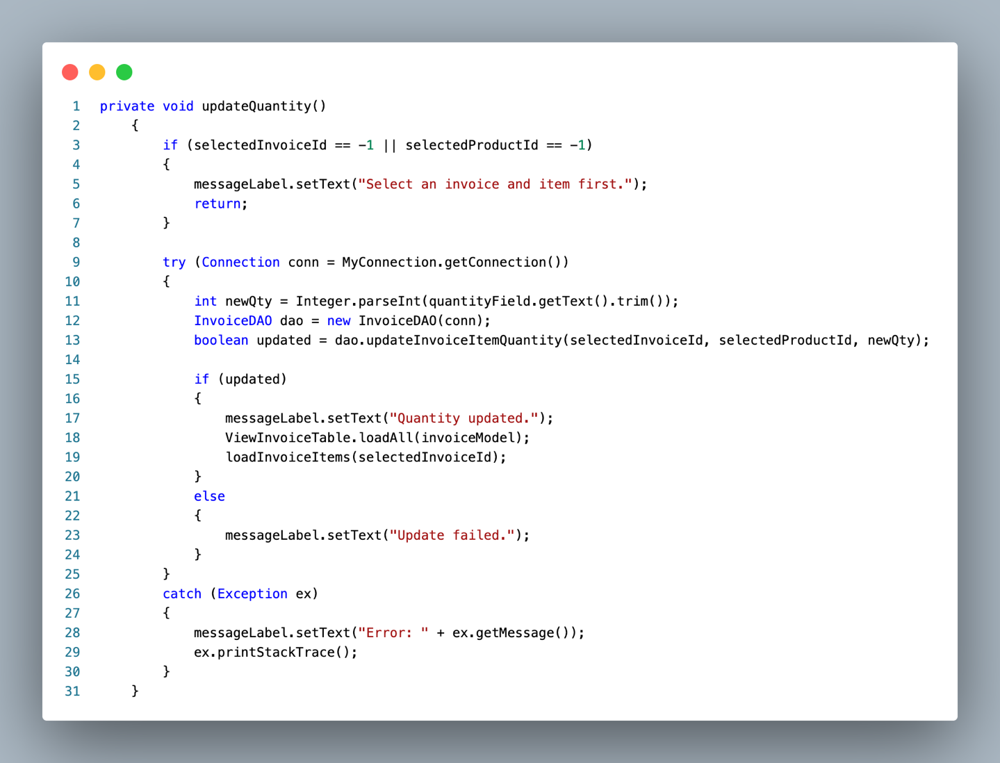 1 private void updateQuantity()
2     {
3         if (selectedInvoiceId == -1 || selectedProductId == -1)
4         {
5             messageLabel.setText("Select an invoice and item first.");
6             return;
7         }
8
9         try (Connection conn = MyConnection.getConnection())
10         {
11             int newQty = Integer.parseInt(quantityField.getText().trim());
12             InvoiceDAO dao = new InvoiceDAO(conn);
13             boolean updated = dao.updateInvoiceItemQuantity(selectedInvoiceId, selectedProductId, newQty);
14
15             if (updated)
16             {
17                 messageLabel.setText("Quantity updated.");
18                 ViewInvoiceTable.loadAll(invoiceModel);
19                 loadInvoiceItems(selectedInvoiceId);
20             }
21             else
22             {
23                 messageLabel.setText("Update failed.");
24             }
25         }
26         catch (Exception ex)
27         {
28             messageLabel.setText("Error: " + ex.getMessage());
29             ex.printStackTrace();
30         }
31     }